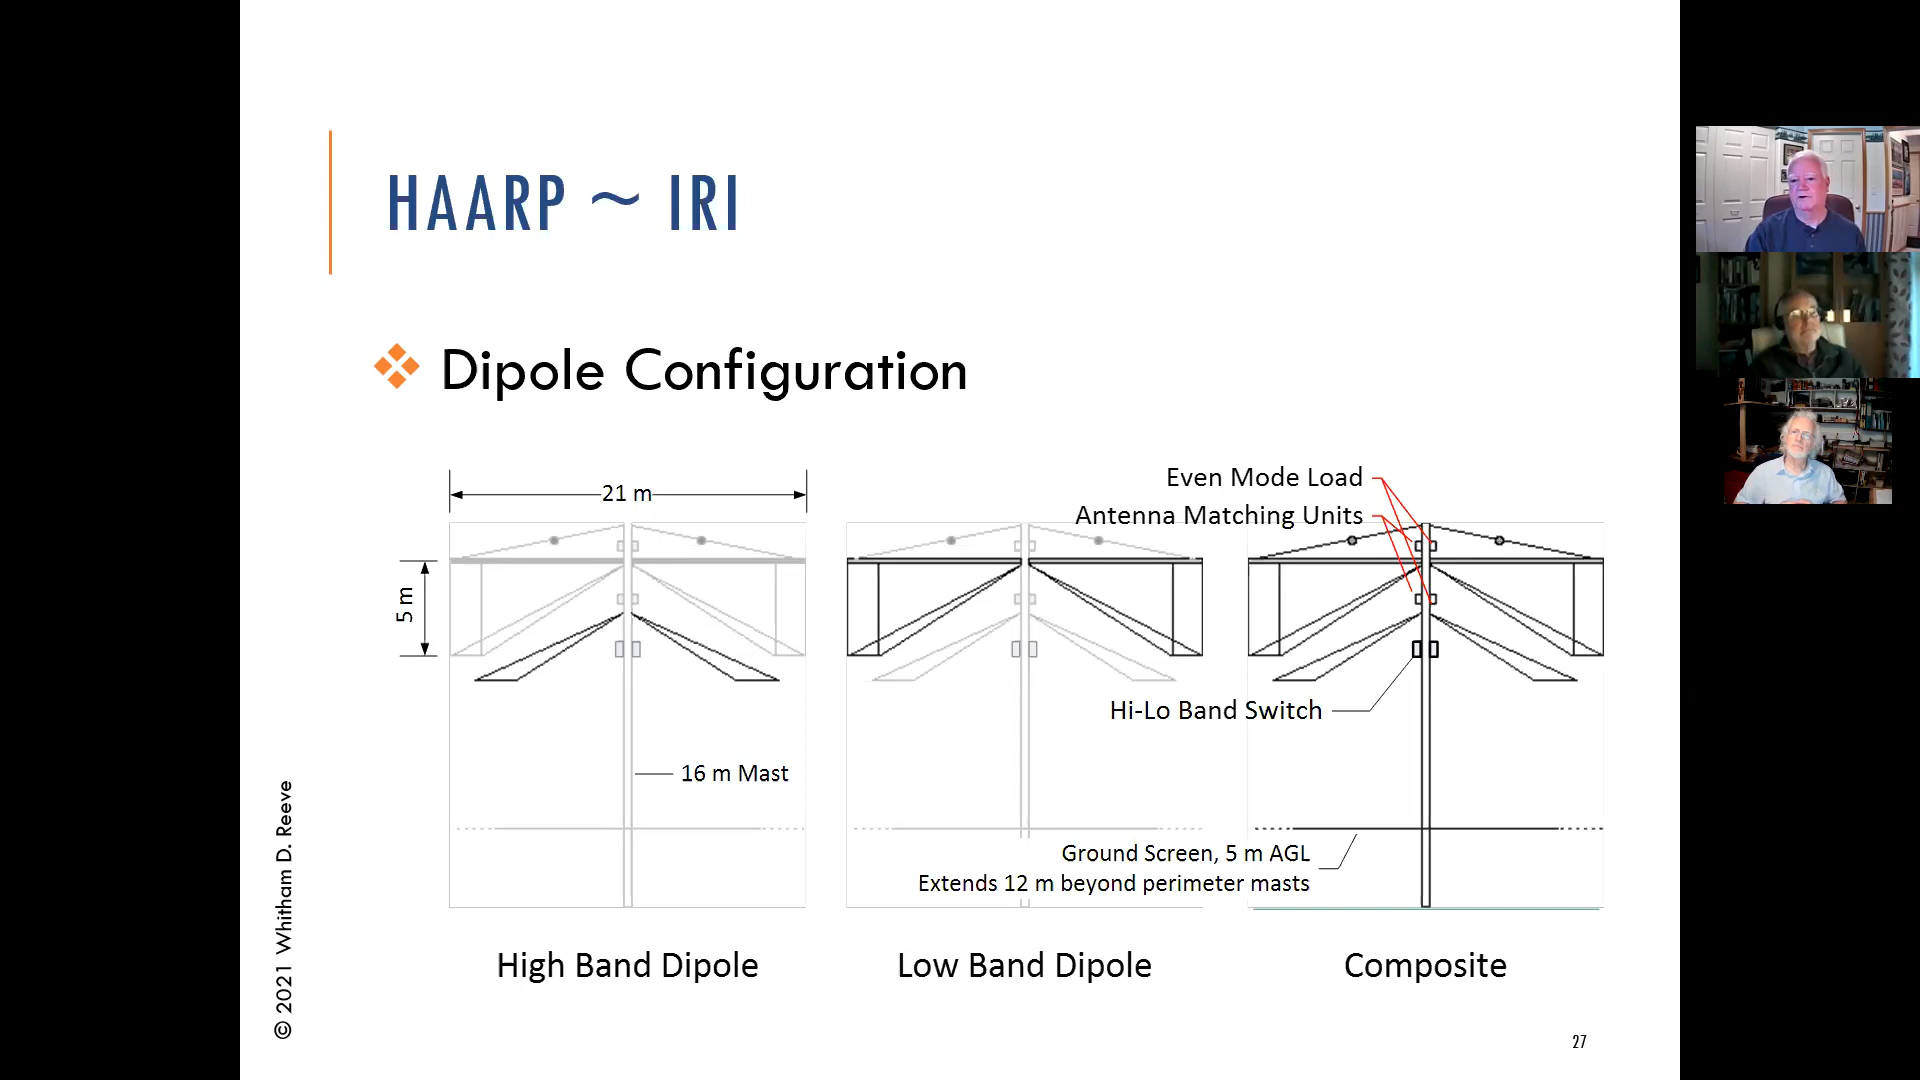 HAARP ~ IRI
Dipole Configuration
21 m
5 m
16 m Mast
Even Mode Load
Antenna Matching Units
Hi-Lo Band Switch
Ground Screen, 5 m AGL
Extends 12 m beyond perimeter masts
High Band Dipole
Low Band Dipole
Composite
© 2021 Whitham D. Reeve
27